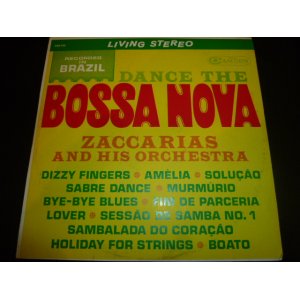 LIVING STEREO
RECORDED
IN
BRAZIL
DANCE THE
BOSSA NOVA
ZACCARIAS
AND HIS ORCHESTRA
DIZZY FINGERS • AMÉLIA • SOLUÇÃO
SABRE DANCE • MURMÚRIO
BYE-BYE BLUES • FIM DE PARCERIA
LOVER • SESSÃO DE SAMBA NO. 1
SAMBALADA DO CORAÇÃO
HOLIDAY FOR STRINGS • BOATO